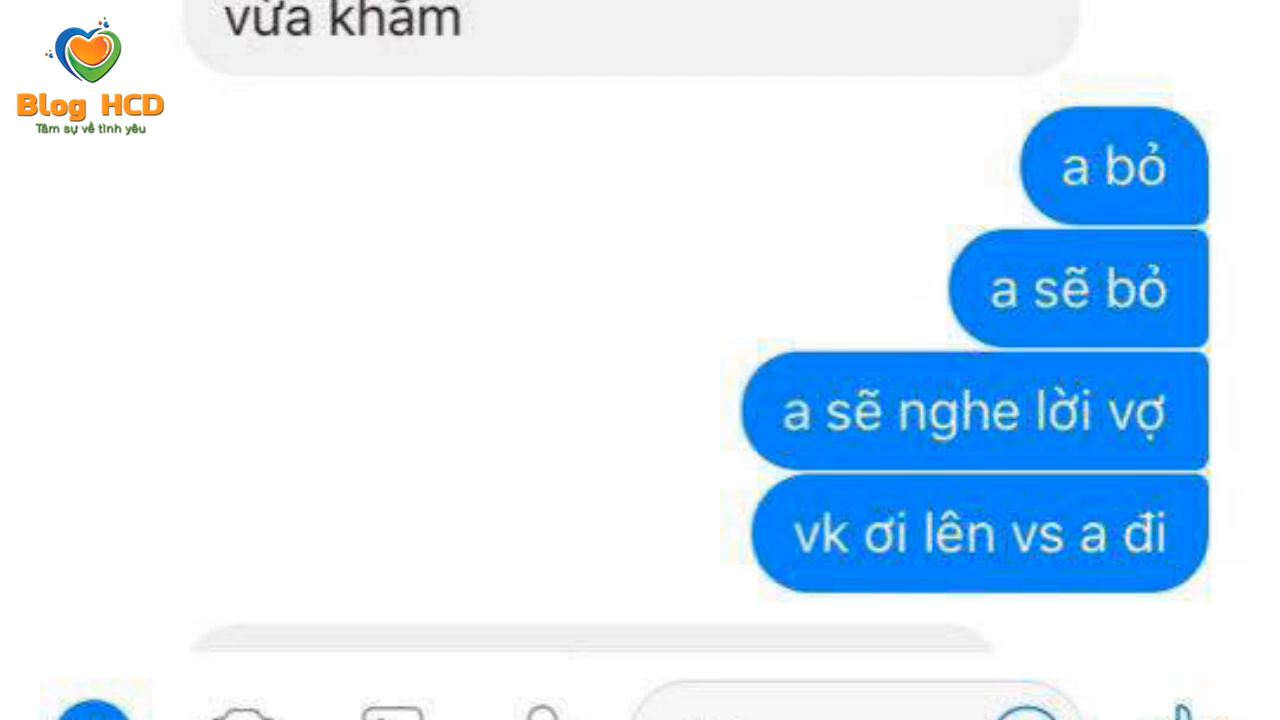 vừa khăm
Blog HCD
Tâm sự về tình yêu
a bỏ
a sẽ bỏ
a sẽ nghe lời vợ
vk ơi lên vs a đi